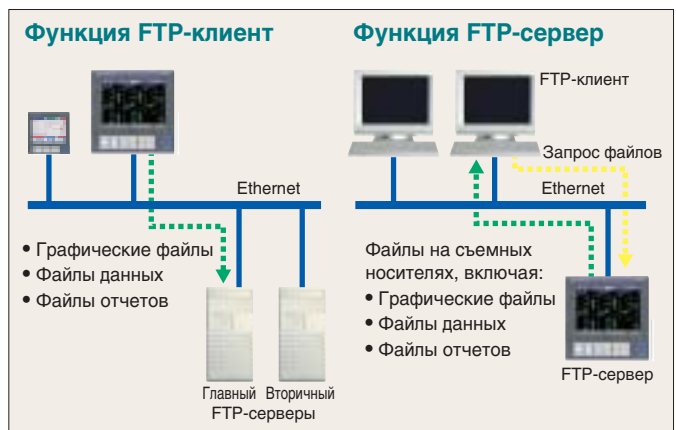 Функция FTP-клиент
Ethernet
• Графические файлы
• Файлы данных
• Файлы отчетов
Главный Вторичный
FTP-серверы
Функция FTP-сервер
FTP-клиент
Запрос файлов
Ethernet
Файлы на съемных
носителях, включая:
• Графические файлы
• Файлы данных
• Файлы отчетов
FTP-сервер